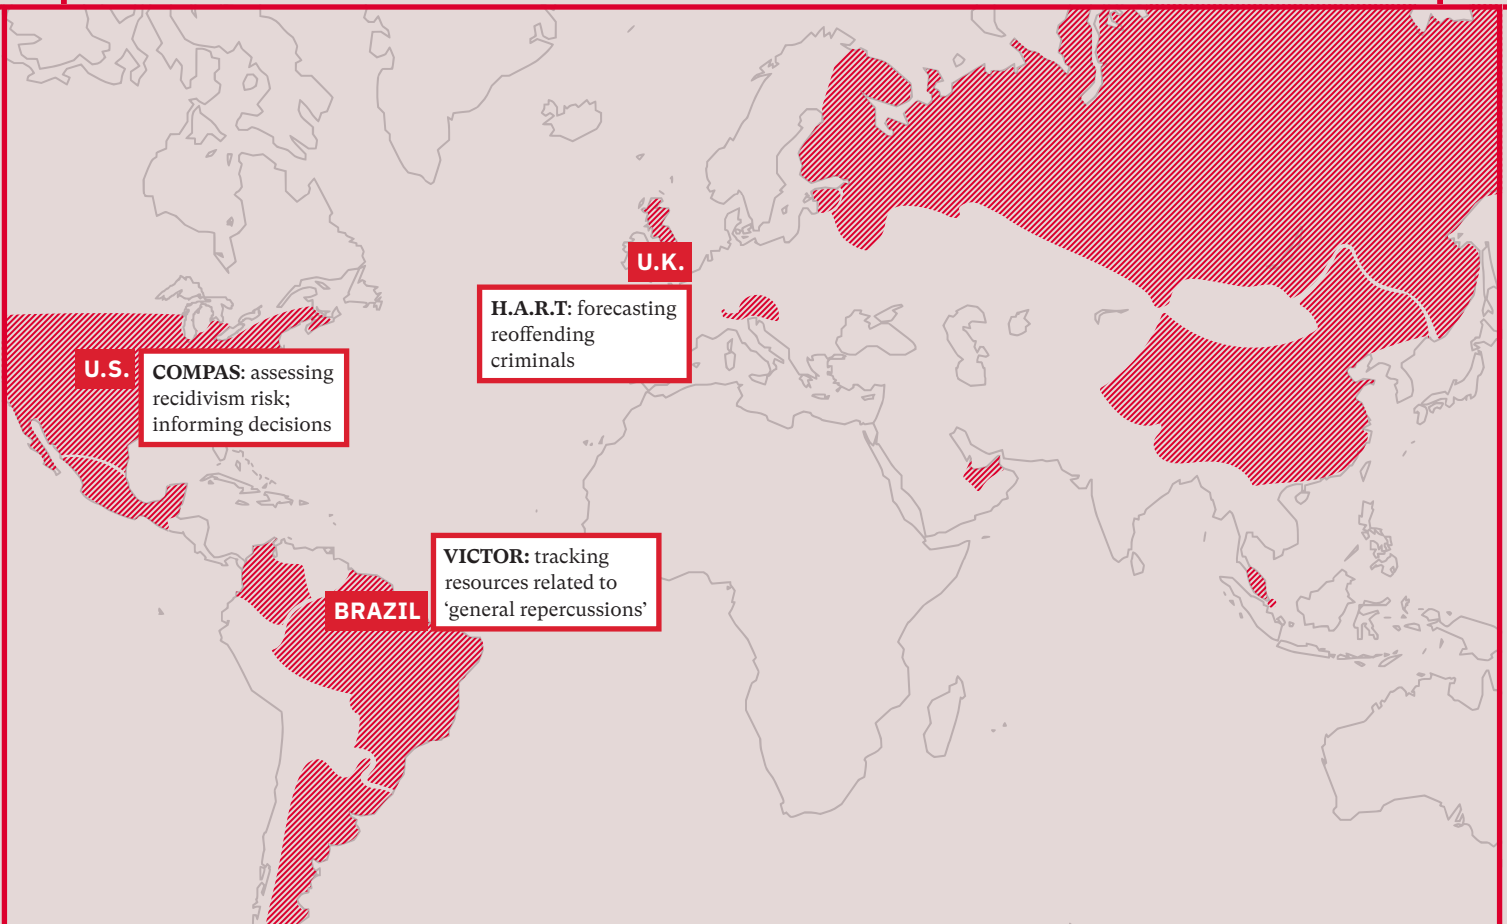 U.K.
H.A.R.T: forecasting
reoffending
criminals
U.S.
COMPAS: assessing
recidivism risk;
informing decisions
VICTOR: tracking
resources related to
‘general repercussions’
BRAZIL